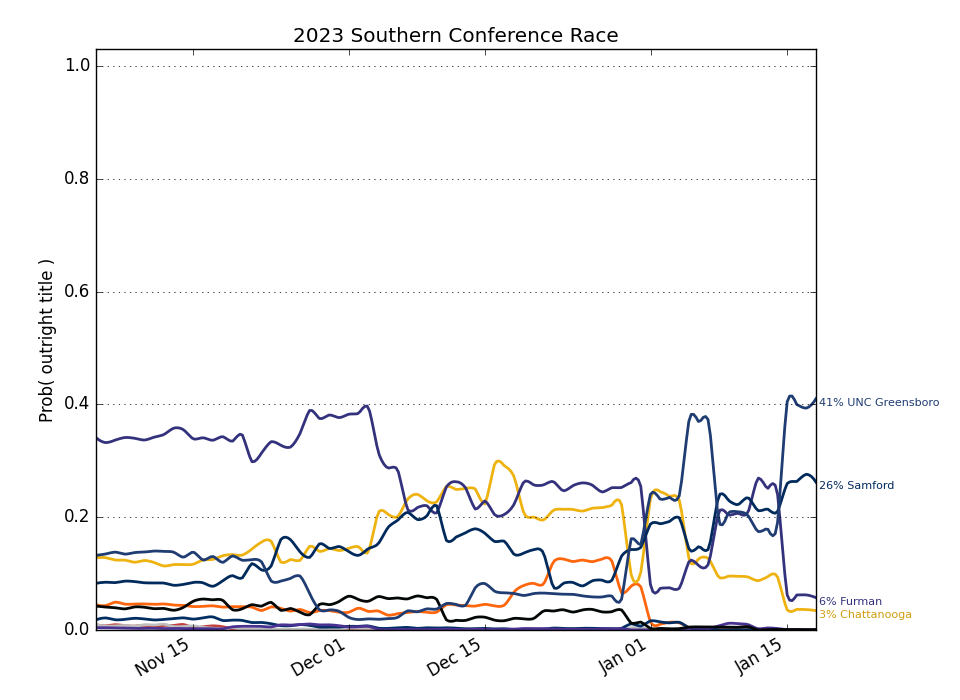 2023 Southern Conference Race
Prob( outright title )
1.0
0.8
0.6
0.4
0.2
0.0
41% UNC Greensboro
26% Samford
6% Furman
3% Chattanooga
Nov 15
Dec 01
Dec 15
Jan 01
Jan 15